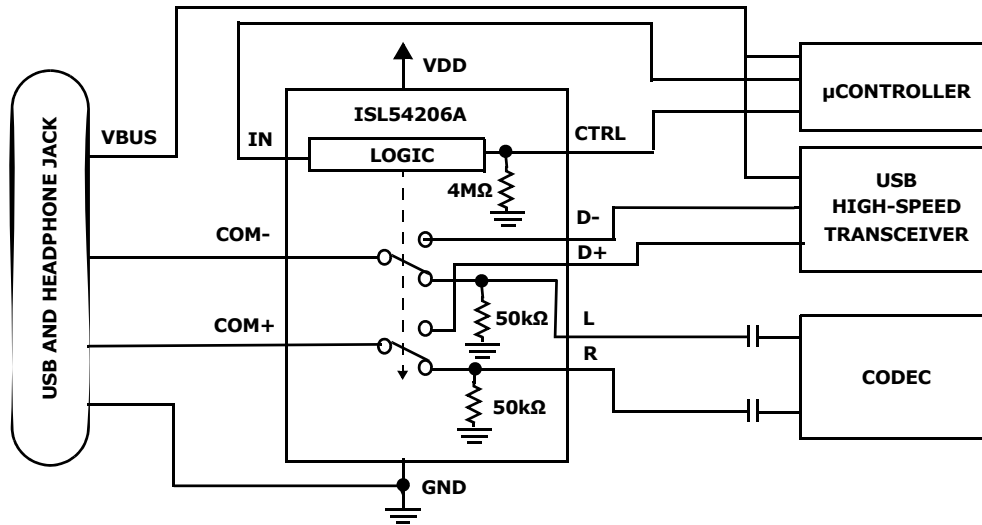 USB AND HEADPHONE JACK
VBUS
VDD
ISL54206A
IN
LOGIC
CTRL
4MΩ
COM-
D-
D+
50kΩ
L
COM+
R
50kΩ
GND
µCONTROLLER
USB
HIGH-SPEED
TRANSCEIVER
CODEC